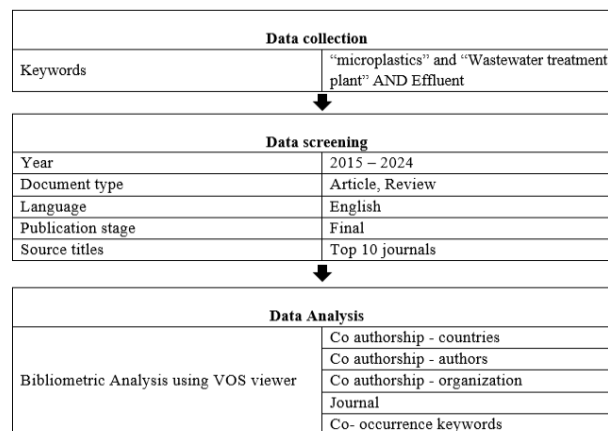 Data collection
Keywords
“microplastics” and “Wastewater treatment
plant” AND Effluent
Data screening
Year
2015 – 2024
Document type
Article, Review
Language
English
Publication stage
Final
Source titles
Top 10 journals
Data Analysis
Bibliometric Analysis using VOS viewer
Co authorship - countries
Co authorship - authors
Co authorship - organization
Journal
Co- occurrence keywords